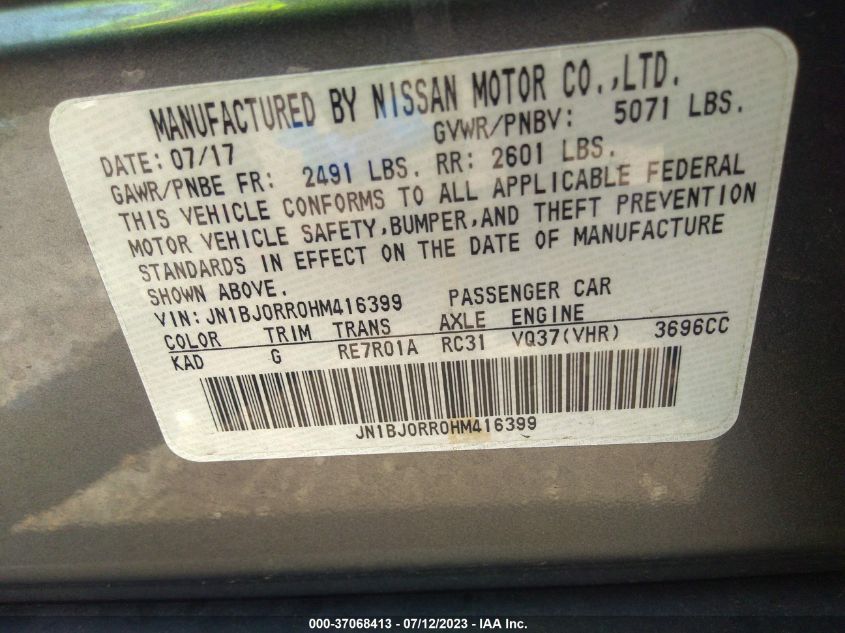 MANUFACTURED BY NISSAN MOTOR CO.,LTD.
DATE: 07/17 GVWR/PNBV: 5071 LBS.
GAWR/PNBE FR: 2491 LBS. RR: 2601 LBS.
THIS VEHICLE CONFORMS TO ALL APPLICABLE FEDERAL
MOTOR VEHICLE SAFETY,BUMPER,AND THEFT PREVENTION
STANDARDS IN EFFECT ON THE DATE OF MANUFACTURE
SHOWN ABOVE.
VIN: JN1BJ0RR0HM416399 PASSENGER CAR
COLOR TRIM TRANS AXLE ENGINE
KAD G RE7R01A RC31 VQ37(VHR) 3696CC
JN1BJ0RR0HM416399
000-37068413 - 07/12/2023 - IAA Inc.